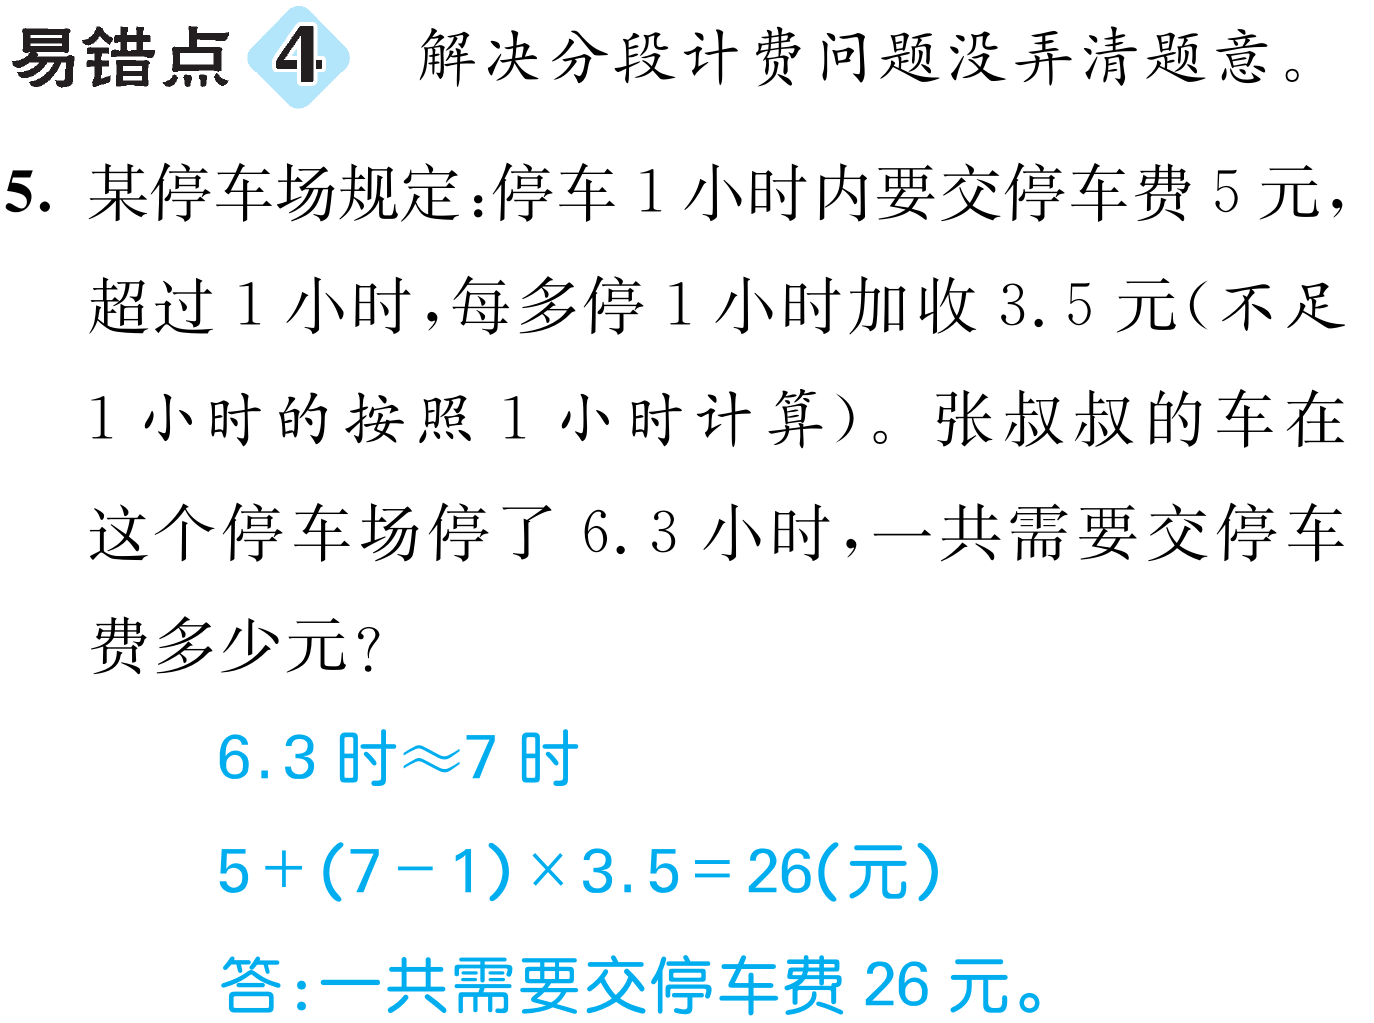 易错点 4 解决分段计费问题没弄清题意。
5. 某停车场规定:停车 1 小时内要交停车费 5 元,
超过 1 小时,每多停 1 小时加收 3.5 元(不足
1 小时的按照 1 小时计算)。张叔叔的车在
这个停车场停了 6.3 小时,一共需要交停车
费多少元?
6.3 时≈7 时
5+(7-1)×3.5=26(元)
答:一共需要交停车费 26 元。